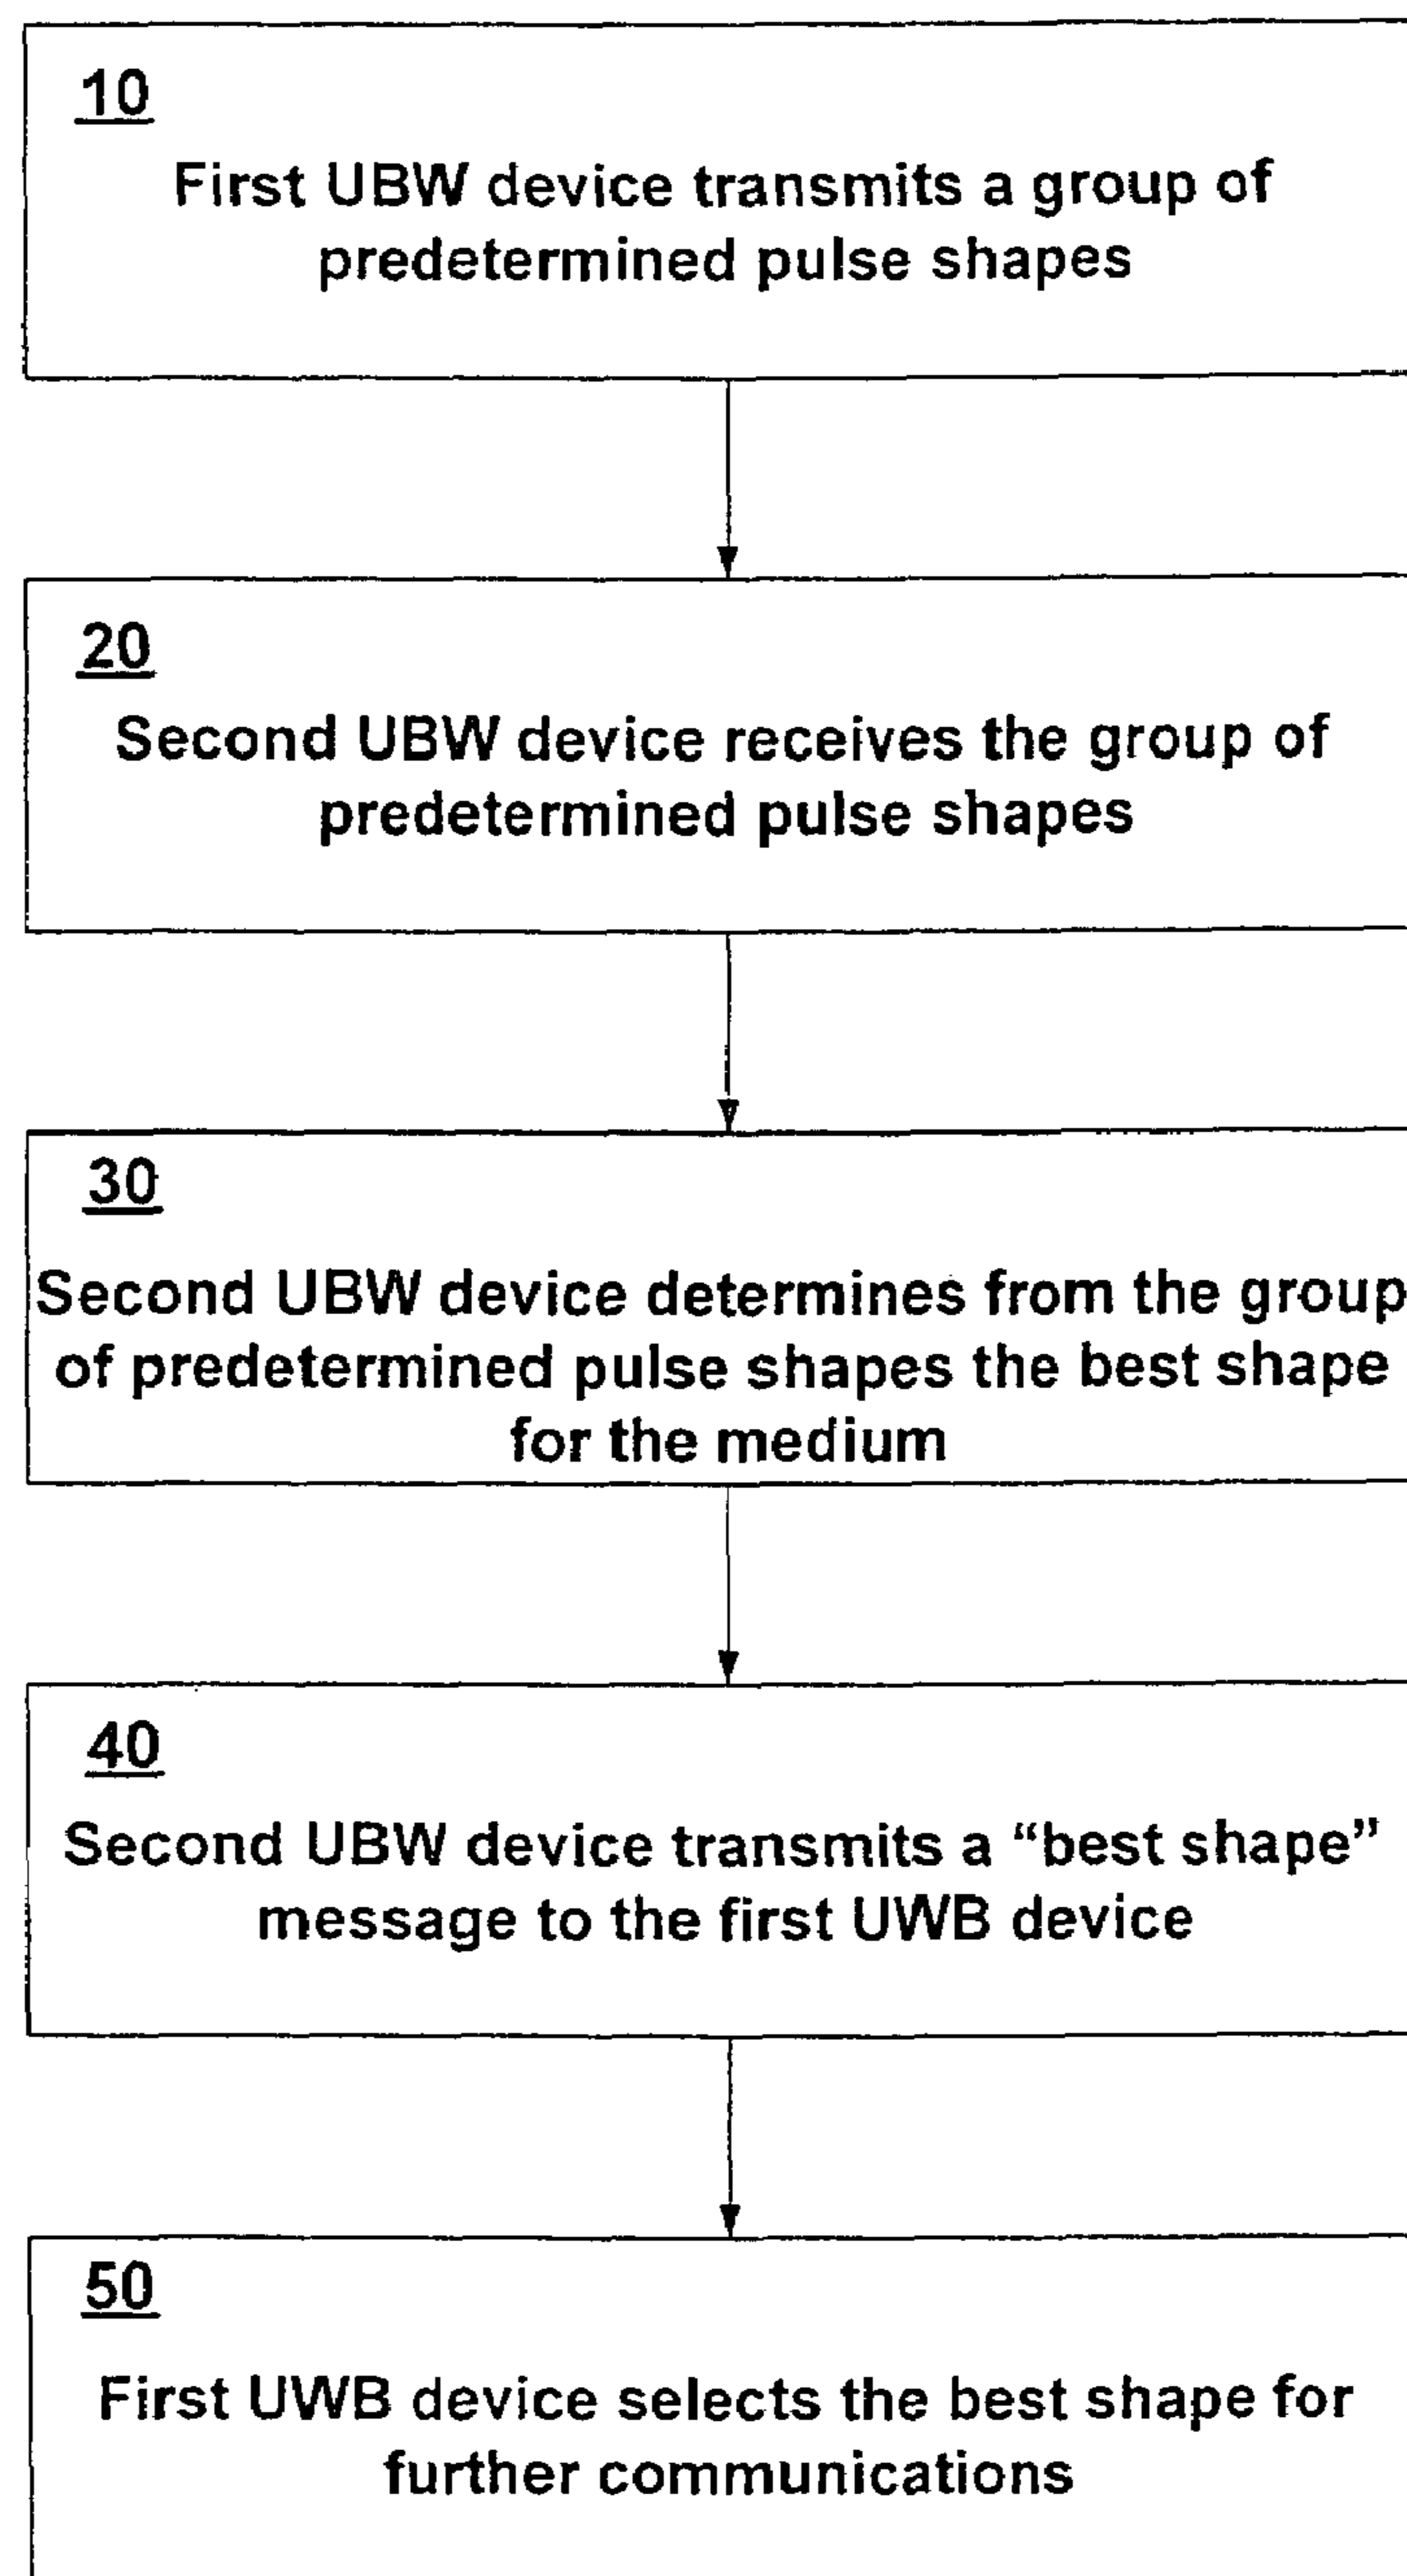 10
First UBW device transmits a group of
predetermined pulse shapes
20
Second UBW device receives the group of
predetermined pulse shapes
30
Second UBW device determines from the group
of predetermined pulse shapes the best shape
for the medium
40
Second UBW device transmits a “best shape”
message to the first UWB device
50
First UWB device selects the best shape for
further communications